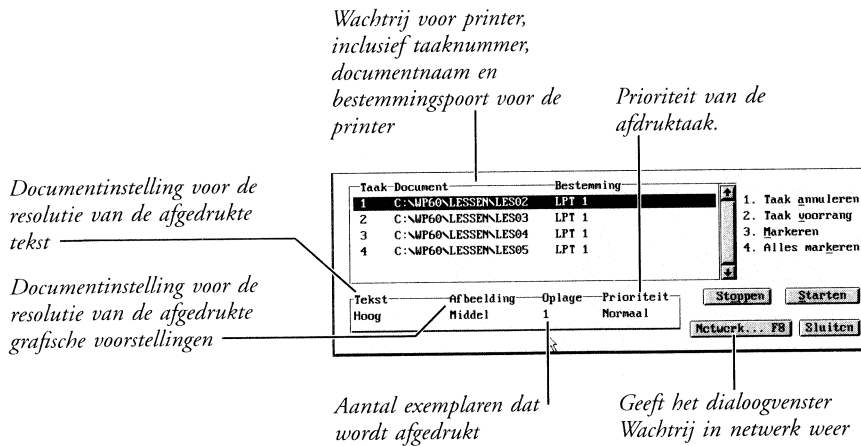 Wachtrij voor printer,
inclusief taaknummer,
documentnaam en
bestemmingspoort voor de
printer
Prioriteit van de
afdruktaak.
Documentinstelling voor de
resolutie van de afgedrukte
tekst
Documentinstelling voor de
resolutie van de afgedrukte
grafische voorstellingen
Taak Document Bestemming
1 C:\WP60\LESSEN\LES02 LPT 1
2 C:\WP60\LESSEN\LES03 LPT 1
3 C:\WP60\LESSEN\LES04 LPT 1
4 C:\WP60\LESSEN\LES05 LPT 1
1. Taak annuleren
2. Taak voorrang
3. Markeren
4. Alles markeren
Tekst Afbeelding Oplage Prioriteit
Hoog Middel 1 Normaal
Stoppen Starten
Netwerk... F8 Sluiten
Aantal exemplaren dat
wordt afgedrukt
Geeft het dialoogvenster
Wachtrij in netwerk weer